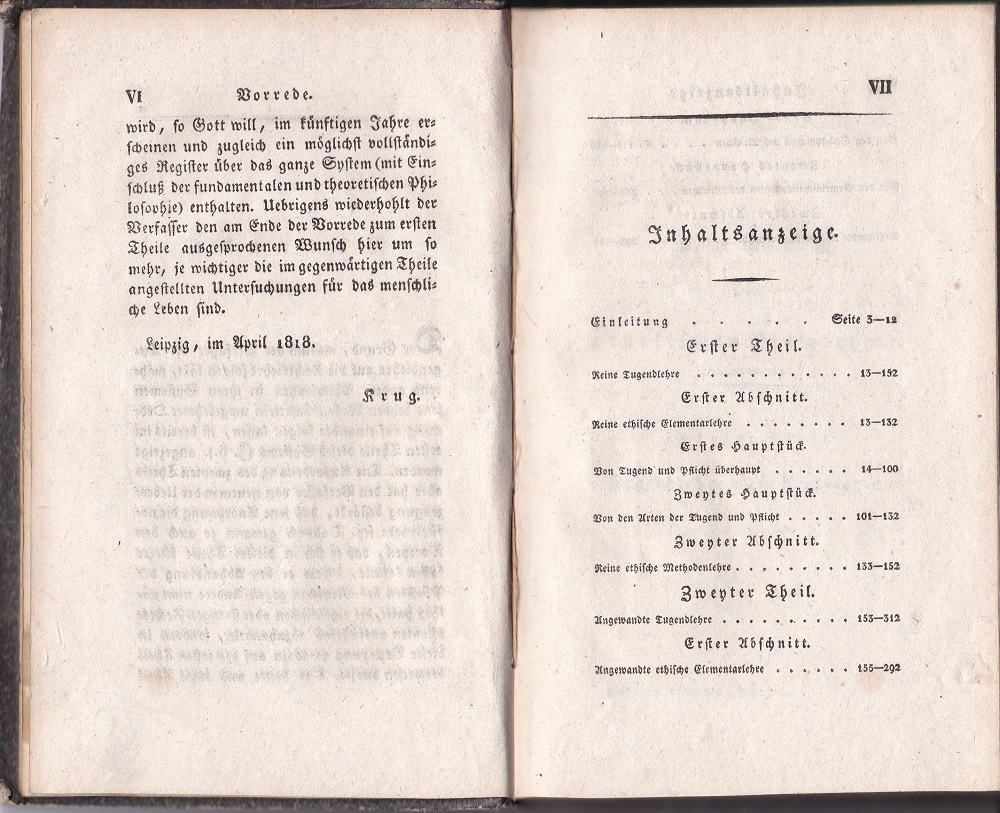 VI Vorrede.
wird, so Gott will, im künftigen Jahre er-
scheinen und zugleich ein möglichst vollständi-
ges Register über das ganze System (mit Ein-
schluß der fundamentalen und theoretischen Phi-
losophie) enthalten. Uebrigens wiederhohlt der
Verfasser den am Ende der Vorrede zum ersten
Theile ausgesprochenen Wunsch hier um so
mehr, je wichtiger die im gegenwärtigen Theile
angestellten Untersuchungen für das menschli-
che Leben sind.
Leipzig, im April 1818.
Krug.
VII
Inhaltsanzeige.
Einleitung . . . . . Seite 3—12
Erster Theil.
Reine Tugendlehre . . . . . . . . . . . . 13—152
Erster Abschnitt.
Reine ethische Elementarlehre . . . . . . . . 13—132
Erstes Hauptstück.
Von Tugend und Pflicht überhaupt . . . . . . 14—100
Zweytes Hauptstück.
Von den Arten der Tugend und Pflicht . . . . . 101—132
Zweyter Abschnitt.
Reine ethische Methodenlehre . . . . . . . . . 133—152
Zweyter Theil.
Angewandte Tugendlehre . . . . . . . . . . 153—312
Erster Abschnitt.
Angewandte ethische Elementarlehre . . . . . . 155—292